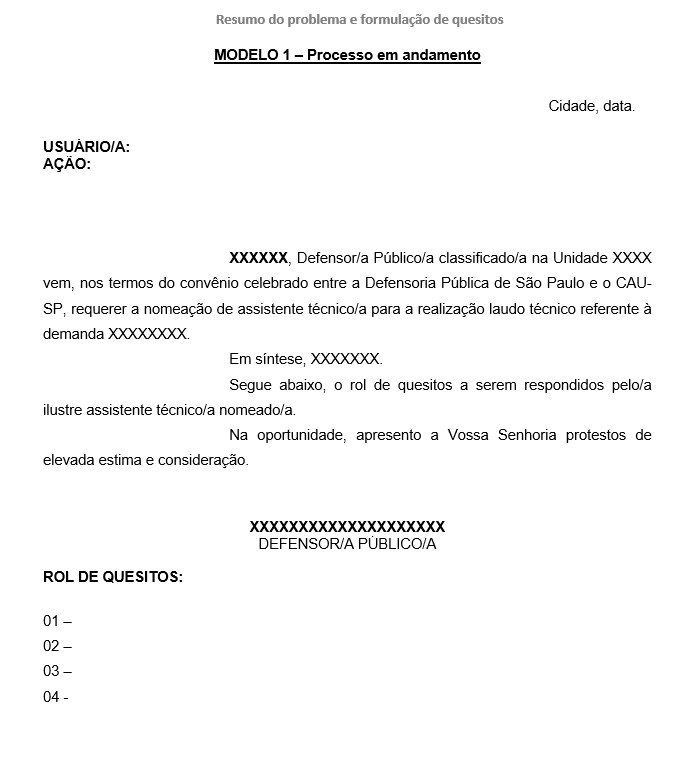 Resumo do problema e formulação de quesitos
MODELO 1 – Processo em andamento
Cidade, data.
USUÁRIO/A:
AÇÃO:
XXXXXX, Defensor/a Público/a classificado/a na Unidade XXXX
vem, nos termos do convênio celebrado entre a Defensoria Pública de São Paulo e o CAU-
SP, requerer a nomeação de assistente técnico/a para a realização laudo técnico referente à
demanda XXXXXXXX.
Em síntese, XXXXXXX.
Segue abaixo, o rol de quesitos a serem respondidos pelo/a
ilustre assistente técnico/a nomeado/a.
Na oportunidade, apresento a Vossa Senhoria protestos de
elevada estima e consideração.
XXXXXXXXXXXXXXXXXXXX
DEFENSOR/A PÚBLICO/A
ROL DE QUESITOS:
01 –
02 –
03 –
04 -